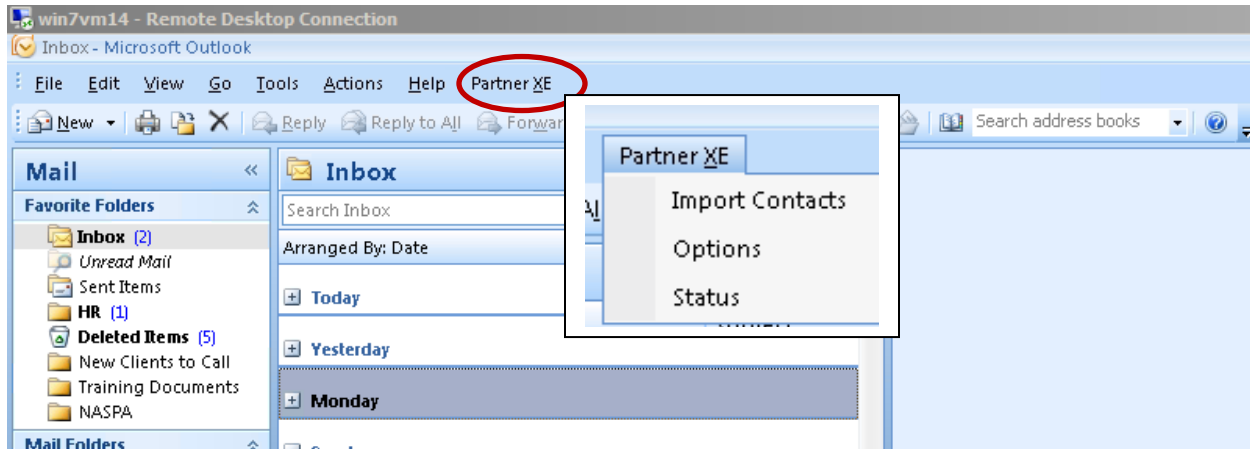 win7vm14 - Remote Desktop Connection
Inbox - Microsoft Outlook
File Edit View Go Tools Actions Help Partner XE
New Reply Reply to All Forwar Search address books
Mail
Favorite Folders
Inbox (2)
Unread Mail
Sent Items
HR (1)
Deleted Items (5)
New Clients to Call
Training Documents
NASPA
Mail Folders
Inbox
Search Inbox
Arranged By: Date
Today
Yesterday
Monday
Partner XE
Import Contacts
Options
Status